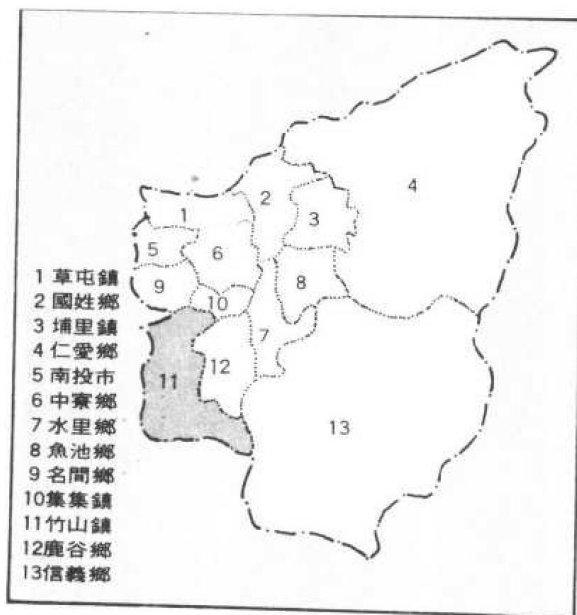 4
2
3
1
5
6
8
9
10
7
11
12
13
1 草屯鎮
2 國姓鄉
3 埔里鎮
4 仁愛鄉
5 南投市
6 中寮鄉
7 水里鄉
8 魚池鄉
9 名間鄉
10集集鎮
11竹山鎮
12鹿谷鄉
13信義鄉